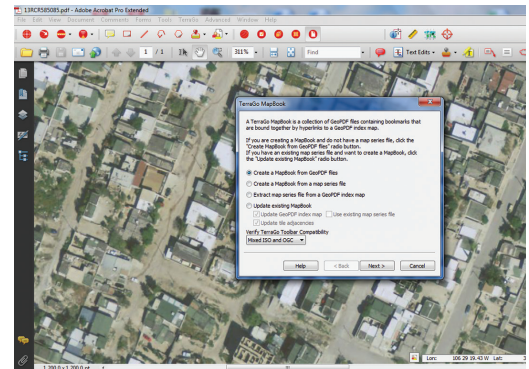 13RCR585085.pdf - Adobe Acrobat Pro Extended
File Edit View Document Comments Forms Tools TerraGo Advanced Window Help
1 / 1 311% Find Text Edits
TerraGo MapBook
A TerraGo MapBook is a collection of GeoPDF files containing bookmarks that
are bound together by hyperlinks to a GeoPDF index map.
If you are creating a MapBook and do not have a map series file, click the
"Create MapBook from GeoPDF files" radio button.
If you have an existing map series file and want to create a MapBook, click
the "Update existing MapBook" radio button.
Create a MapBook from GeoPDF files
Create a MapBook from a map series file
Extract map series file from a GeoPDF index map
Update existing MapBook
Update GeoPDF index map Use existing map series file
Update tile adjacencies
Verify TerraGo Toolbar Compatibility
Mixed ISO and OGC
Help < Back Next > Cancel
Lon: 106 29 19.43 W Lat:
1,200.0 x 1,200.0 pt